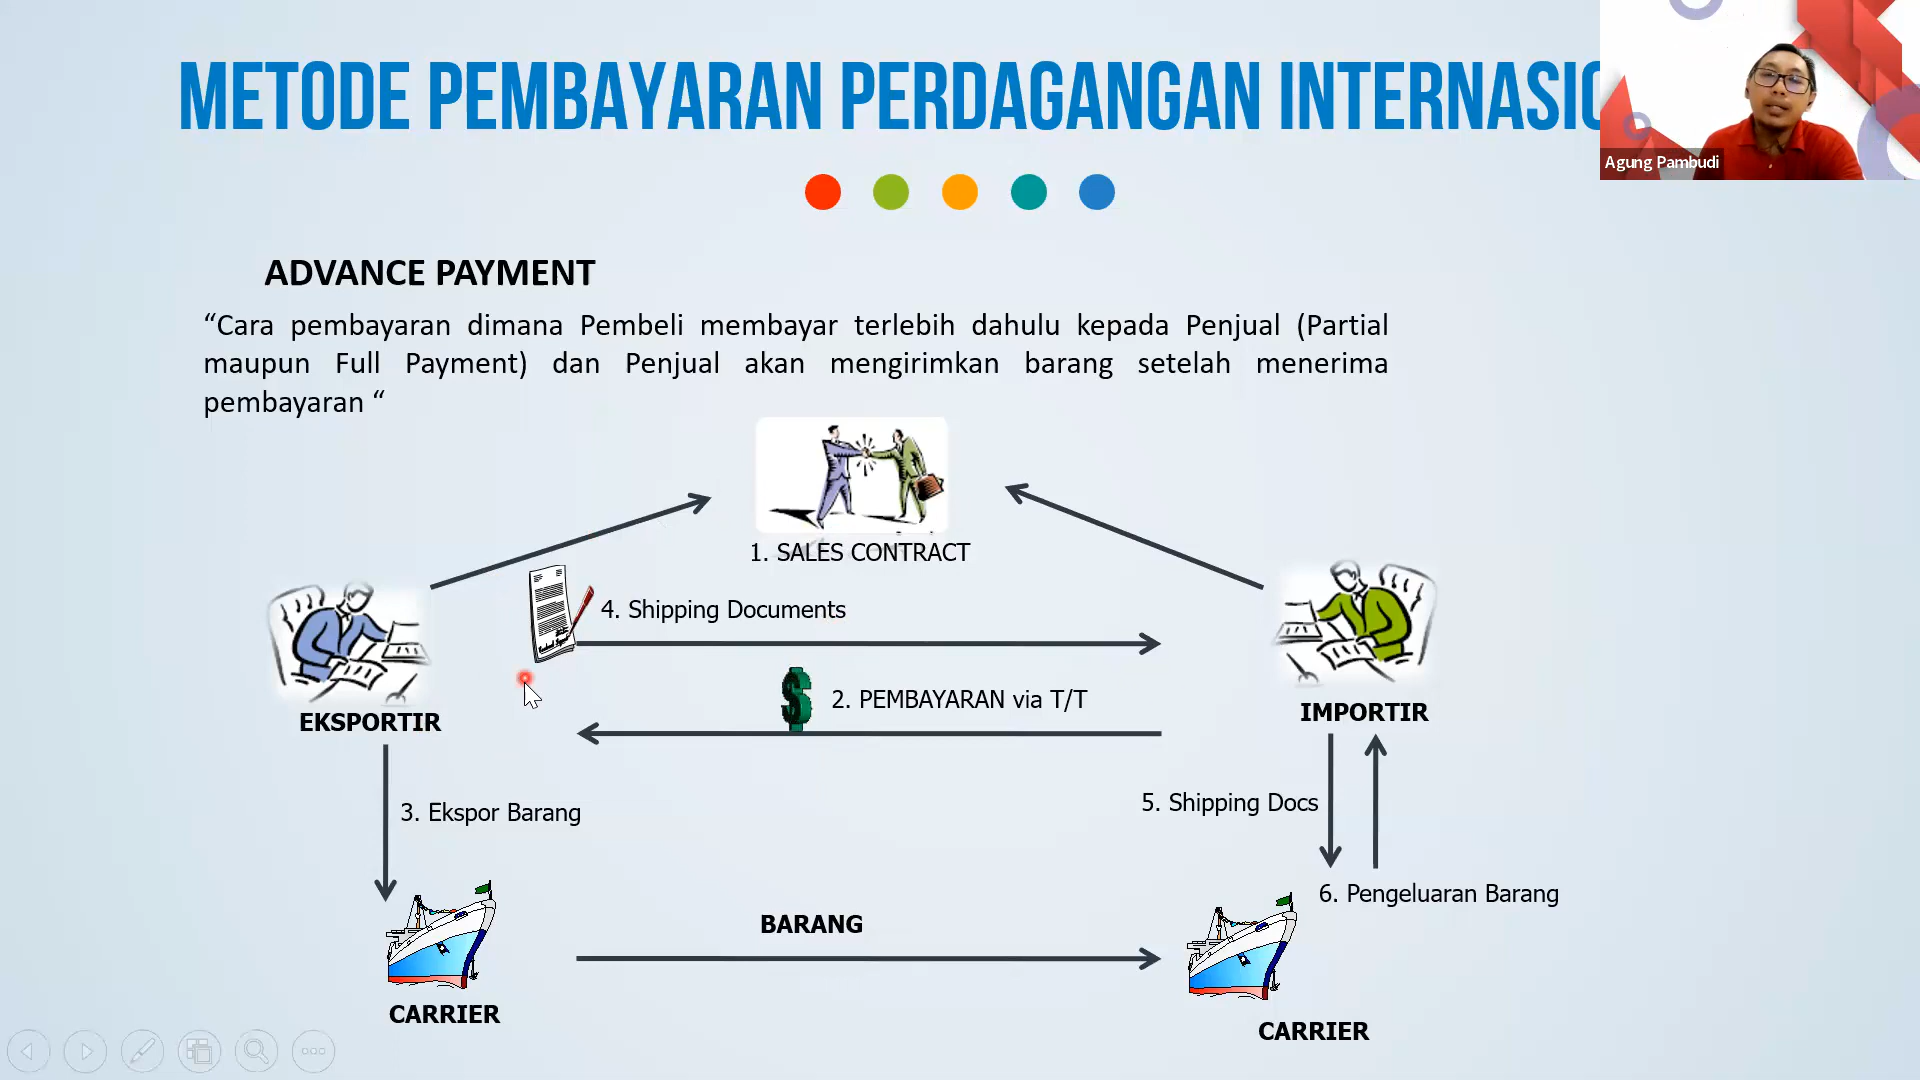 METODE PEMBAYARAN PERDAGANGAN INTERNASIO
Agung Pambudi
ADVANCE PAYMENT
“Cara pembayaran dimana Pembeli membayar terlebih dahulu kepada Penjual (Partial
maupun Full Payment) dan Penjual akan mengirimkan barang setelah menerima
pembayaran “
1. SALES CONTRACT
4. Shipping Documents
2. PEMBAYARAN via T/T
EKSPORTIR
IMPORTIR
3. Ekspor Barang
5. Shipping Docs
6. Pengeluaran Barang
BARANG
CARRIER
CARRIER